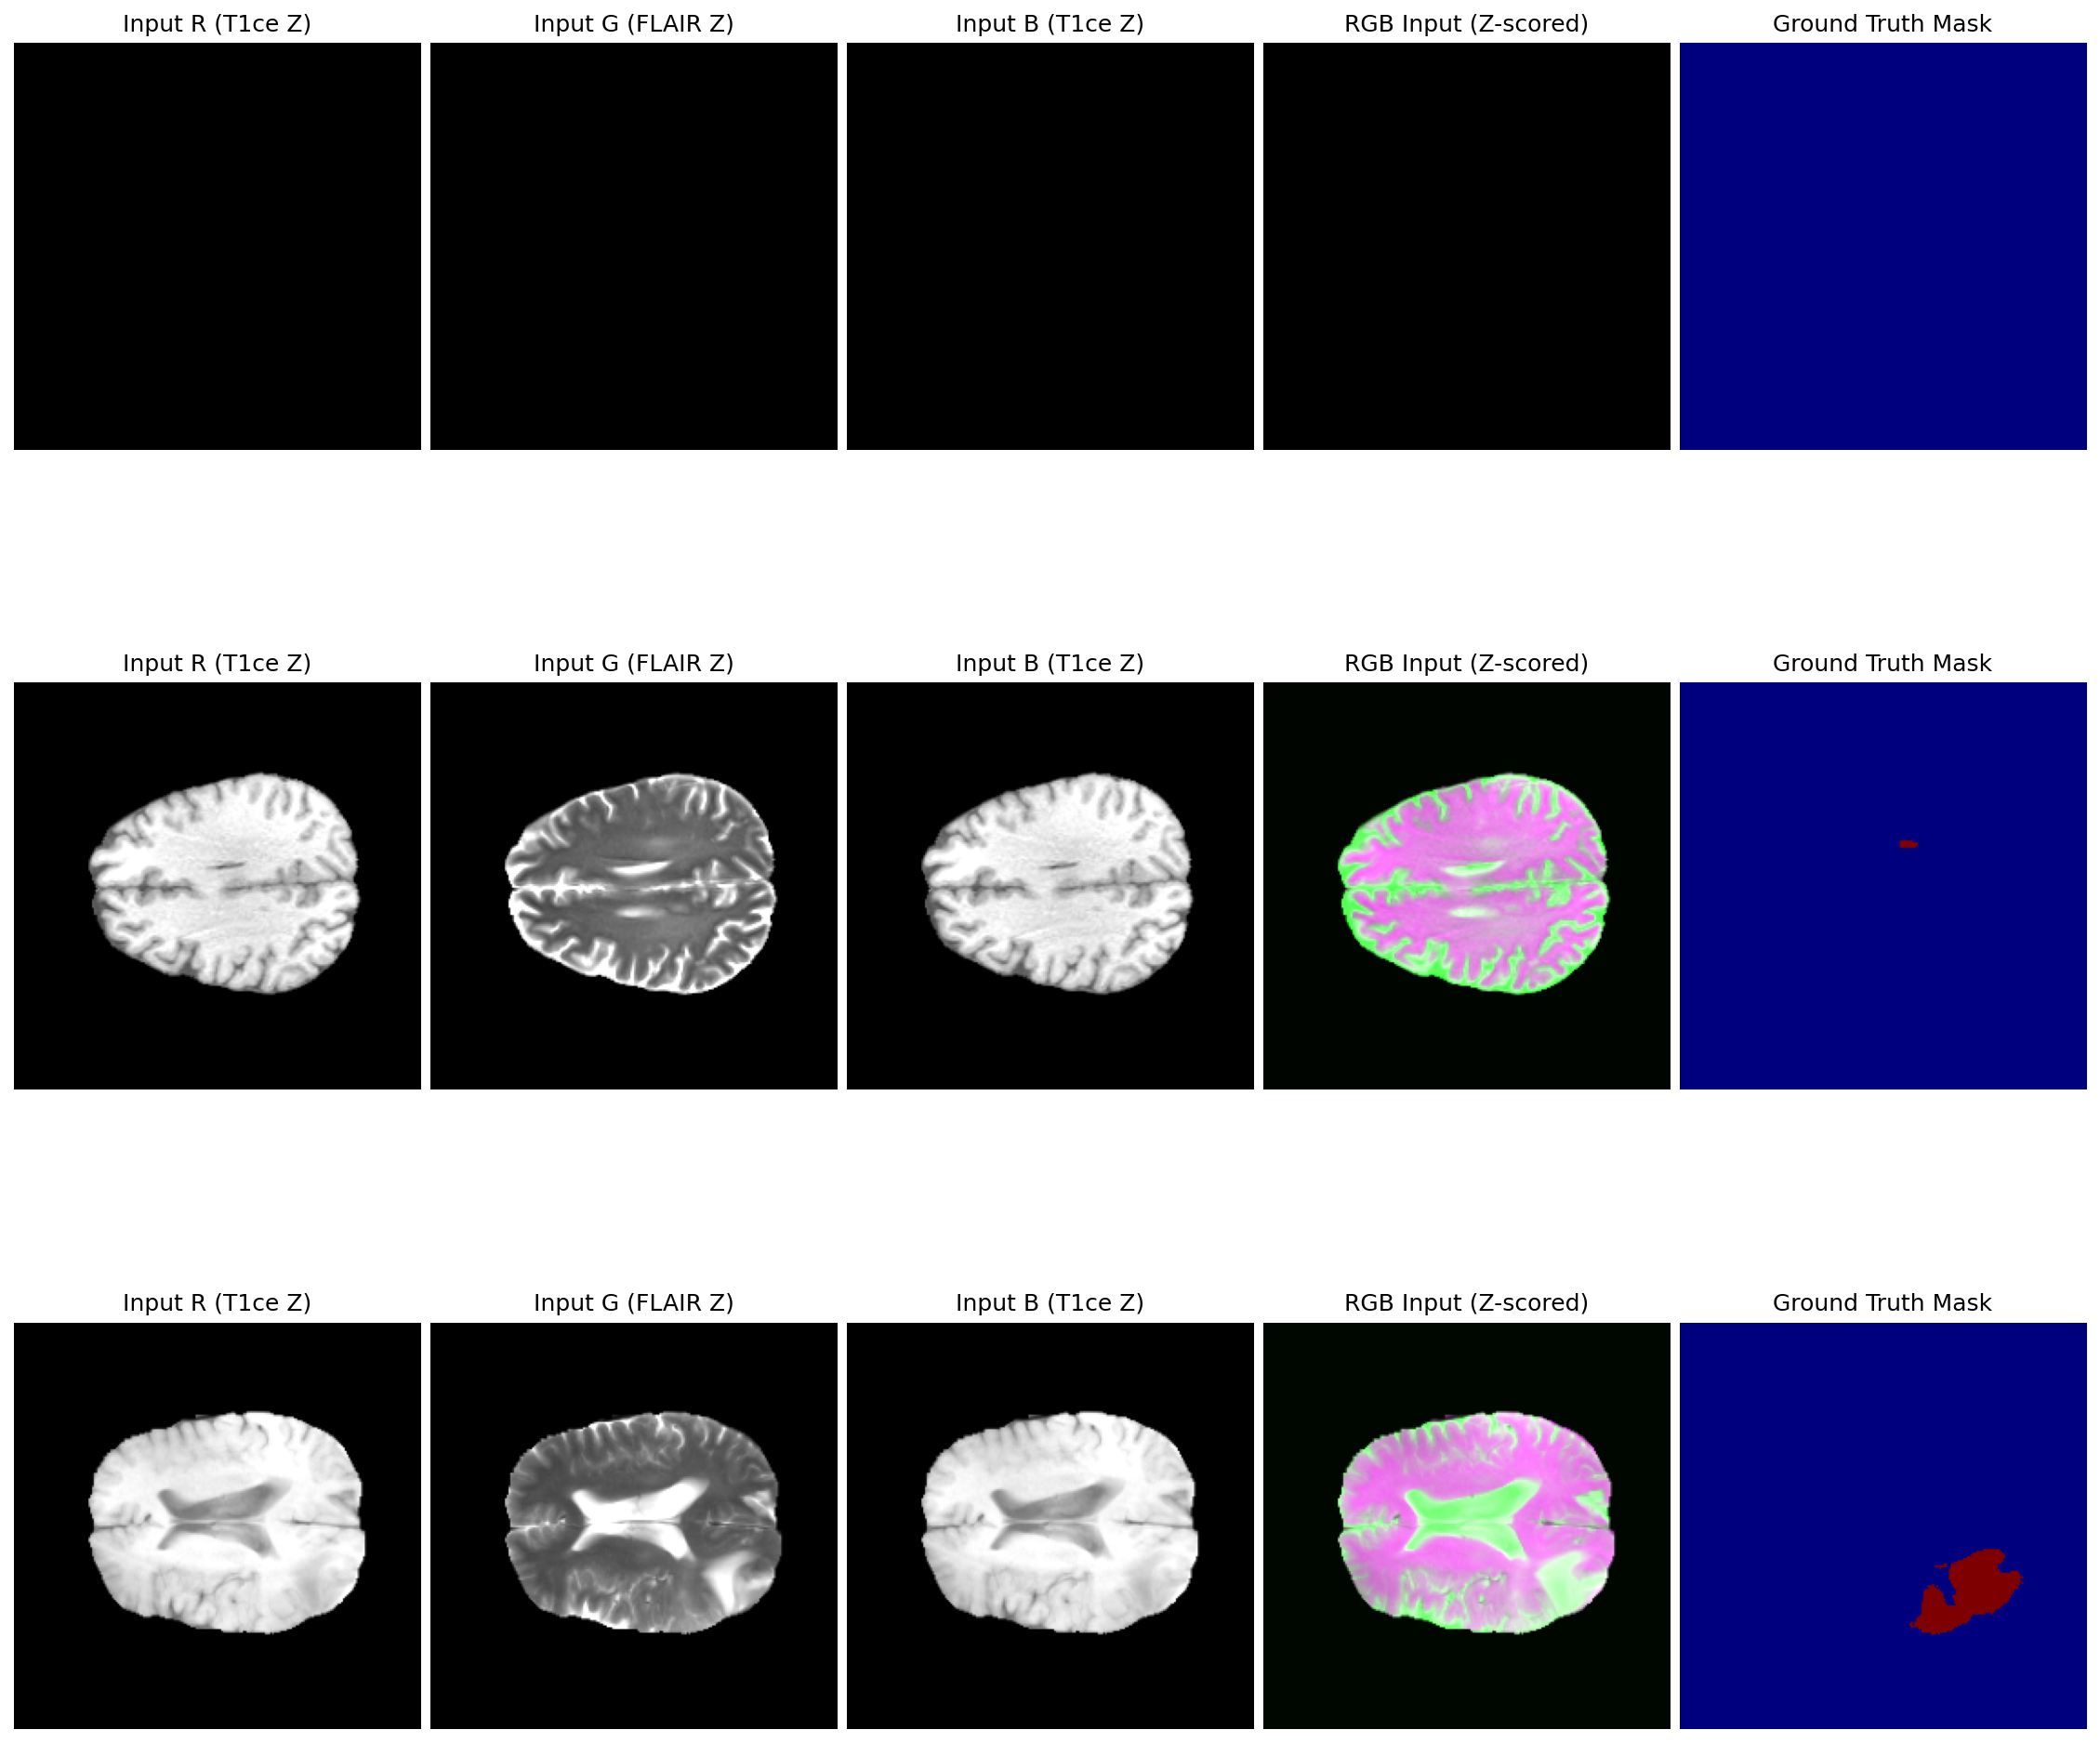 Input R (T1ce Z)
Input G (FLAIR Z)
Input B (T1ce Z)
RGB Input (Z-scored)
Ground Truth Mask
Input R (T1ce Z)
Input G (FLAIR Z)
Input B (T1ce Z)
RGB Input (Z-scored)
Ground Truth Mask
Input R (T1ce Z)
Input G (FLAIR Z)
Input B (T1ce Z)
RGB Input (Z-scored)
Ground Truth Mask